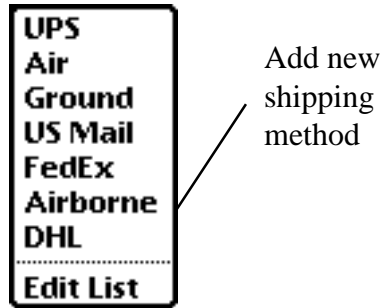 UPS
Air
Ground
US Mail
FedEx
Airborne
DHL
Edit List
Add new
shipping
method